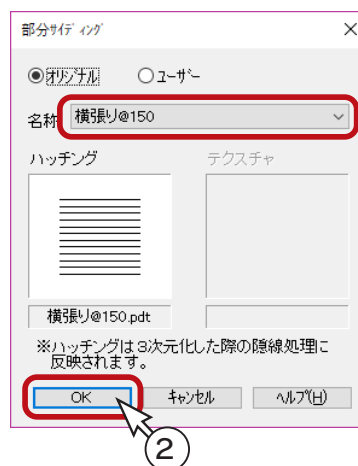 部分ｻｲﾃﾞｨﾝｸﾞ
ｵﾘｼﾞﾅﾙ ﾕｰｻﾞｰ
名称 横張り@150
ハッチング テクスチャ
横張り@150.pdt
※ハッチングは3次元化した際の隠線処理に
反映されます。
OK ｷｬﾝｾﾙ ﾍﾙﾌﾟ(H)
2